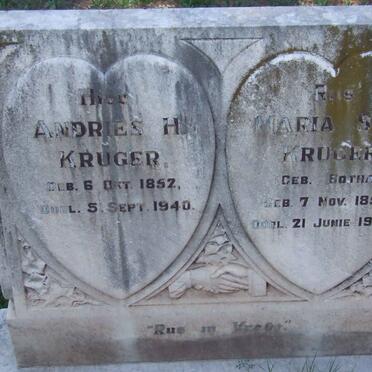 Hier
ANDRIES H.
KRUGER.
GEB. 6 OKT. 1852,
OORL. 5. SEPT. 1940.
Rus
MARIA
KRUGER
(GEB. BOTHA)
GEB. 7 NOV. 
OORL. 21 JUNIE
"Rus in Vrede."